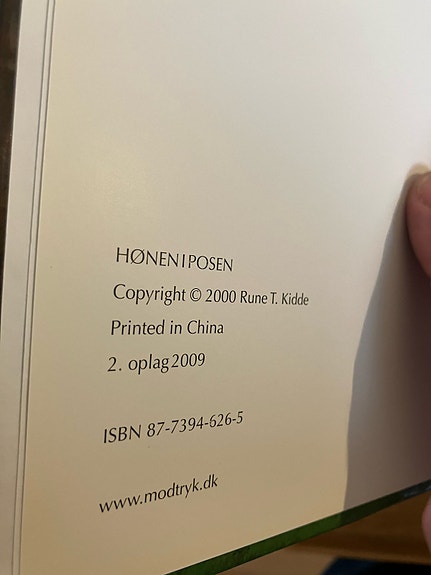 HØNEN I POSEN
Copyright © 2000 Rune T. Kidde
Printed in China
2. oplag 2009
ISBN 87-7394-626-5
www.modtryk.dk